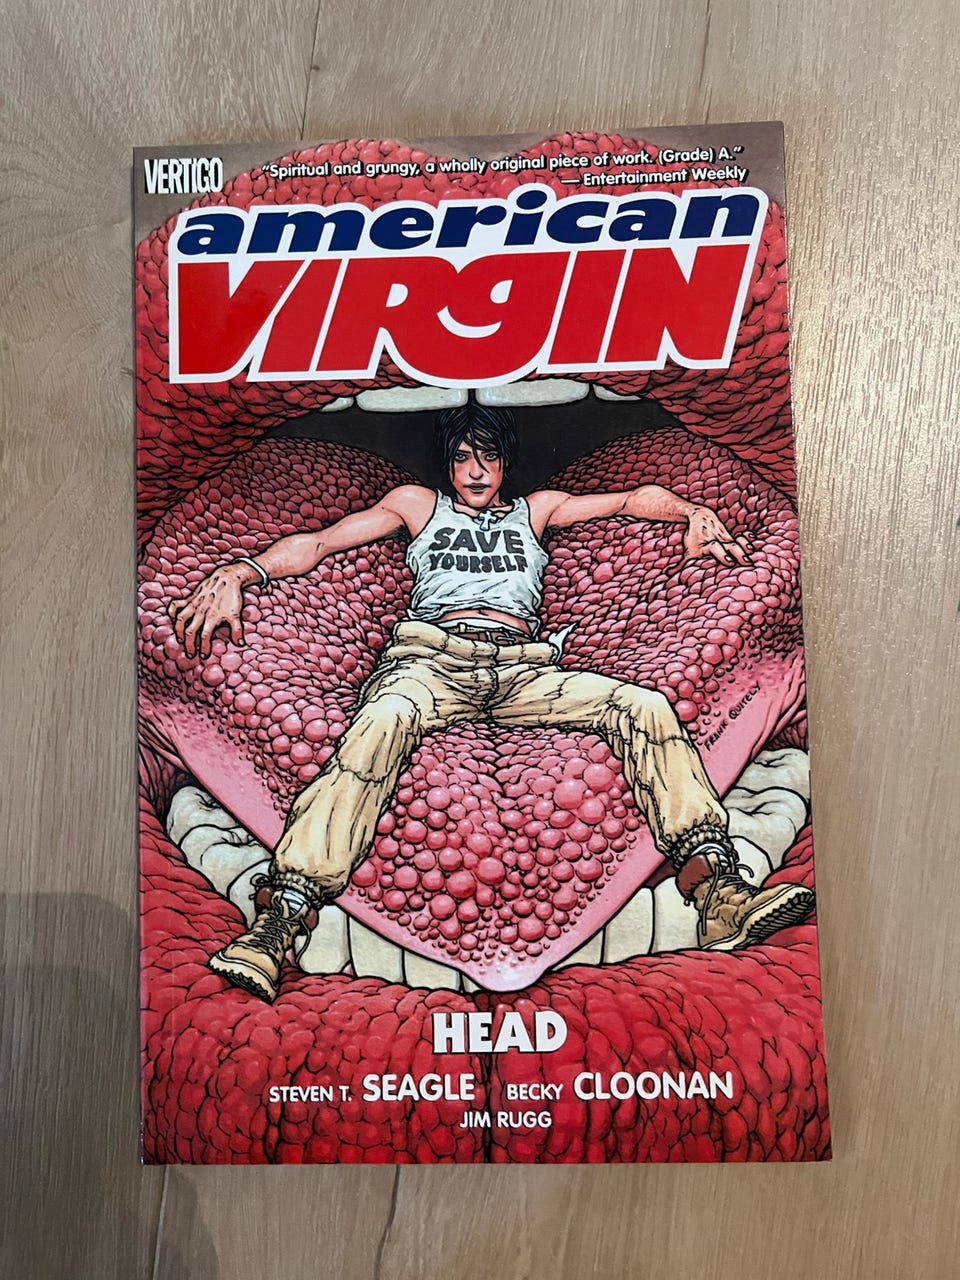 VERTIGO
"Spiritual and grungy, a wholly original piece of work. (Grade) A."
— Entertainment Weekly
american
VIRgIN
SAVE
YOURSELF
FRANK QUITELY
HEAD
STEVEN T. SEAGLE BECKY CLOONAN
JIM RUGG